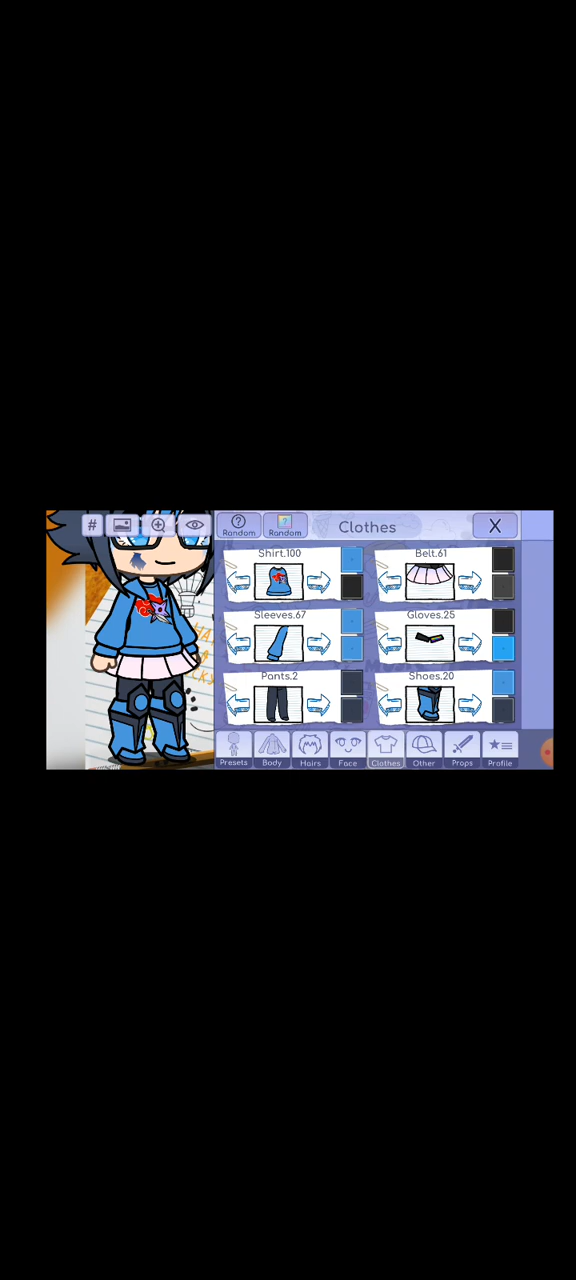 #
Random
Random
Clothes
X
Shirt.100
Belt.61
Sleeves.67
Gloves.25
Pants.2
Shoes.20
Presets
Body
Hairs
Face
Clothes
Other
Props
Profile